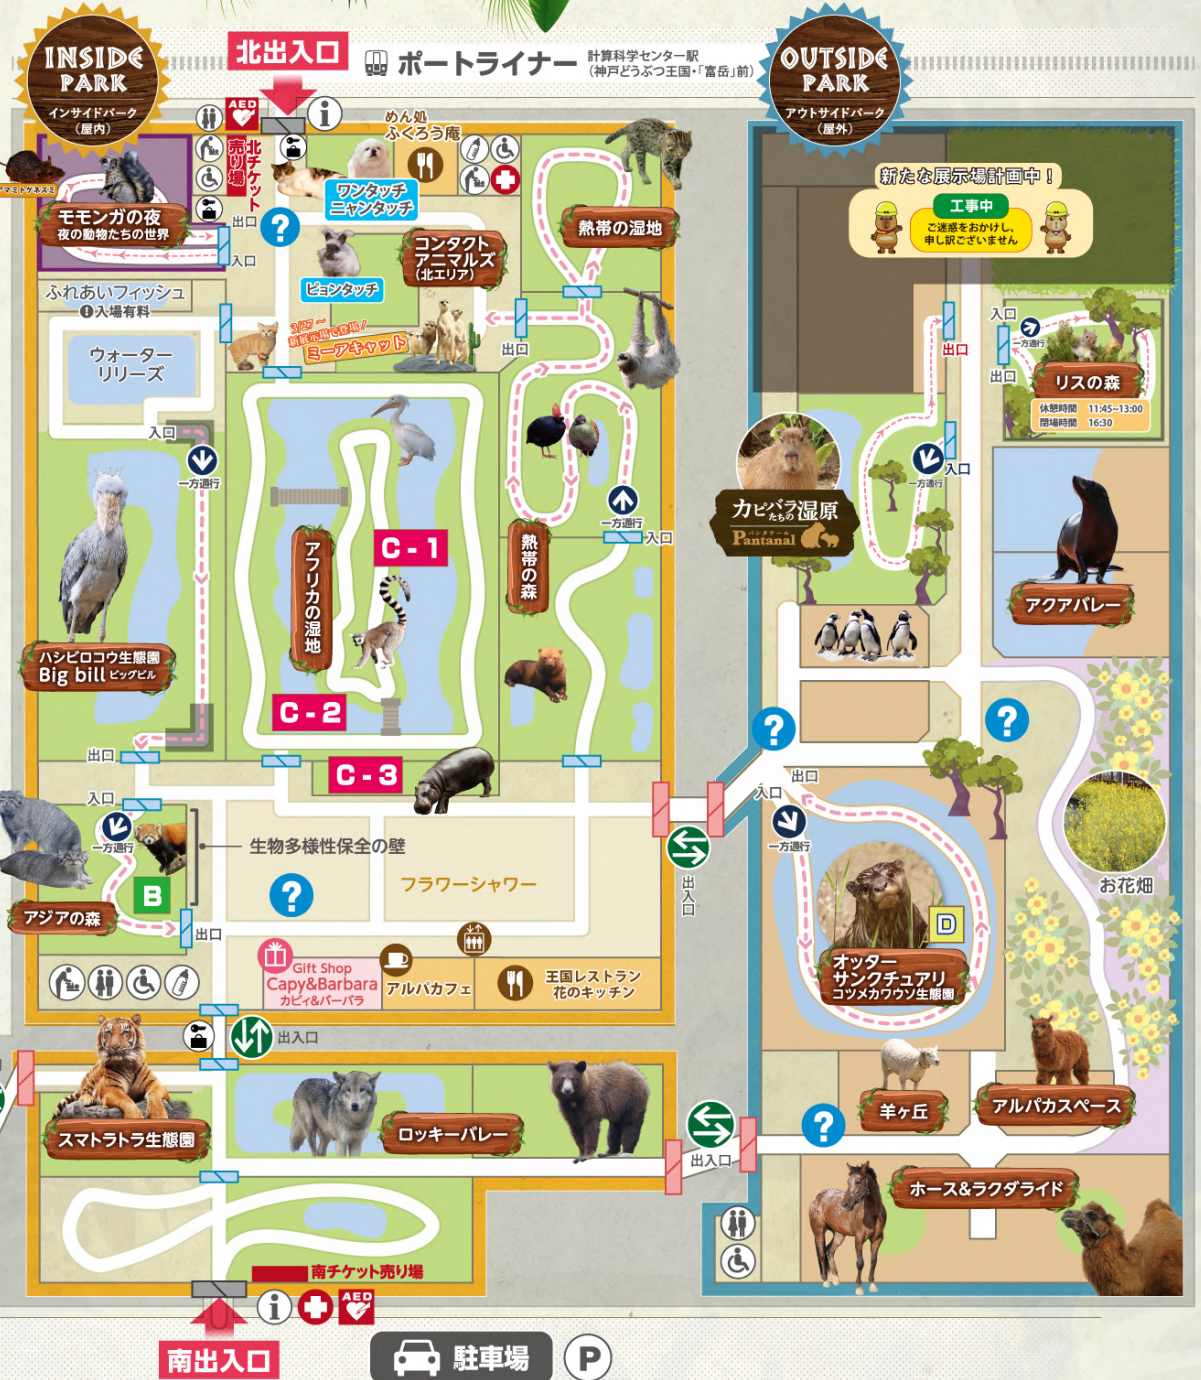 INSIDE
PARK
インサイドパーク
(屋内)
北出入口
ポートライナー
計算科学センター駅
(神戸どうぶつ王国・「富岳」前)
OUTSIDE
PARK
アウトサイドパーク
(屋外)
AED
i
北チケット
売り場
めん処
ふくろう庵
ワンタッチ
ニャンタッチ
モモンガの夜
夜の動物たちの世界
出口
入口
?
ピョンタッチ
コンタクト
アニマルズ
(北エリア)
熱帯の湿地
新たな展示場計画中!
工事中
ご迷惑をおかけし、
申し訳ございません
ふれあいフィッシュ
!入場有料
3/27~
新展示場で登場!
ミーアキャット
出口
ウォーター
リリーズ
入口
一方通行
出口
入口
一方通行
出口
リスの森
休憩時間 11:45~13:00
閉場時間 16:30
入口
一方通行
カピバラ
たちの
湿原
パンタナール
Pantanal
アクアバレー
一方通行
入口
熱帯の森
アフリカの湿地
C-1
C-2
C-3
ハシビロコウ生態園
Big bill ビッグビル
出口
入口
一方通行
B
アジアの森
出口
生物多様性保全の壁
?
フラワーシャワー
出入口
?
?
出口
入口
一方通行
D
オッター
サンクチュアリ
コツメカワウソ生態園
お花畑
Gift Shop
Capy&Barbara
カピィ&バーバラ
アルパカフェ
王国レストラン
花のキッチン
出入口
スマトラトラ生態園
ロッキーバレー
出入口
?
羊ヶ丘
アルパカスペース
ホース&ラクダライド
南チケット売り場
i
AED
南出入口
駐車場
P